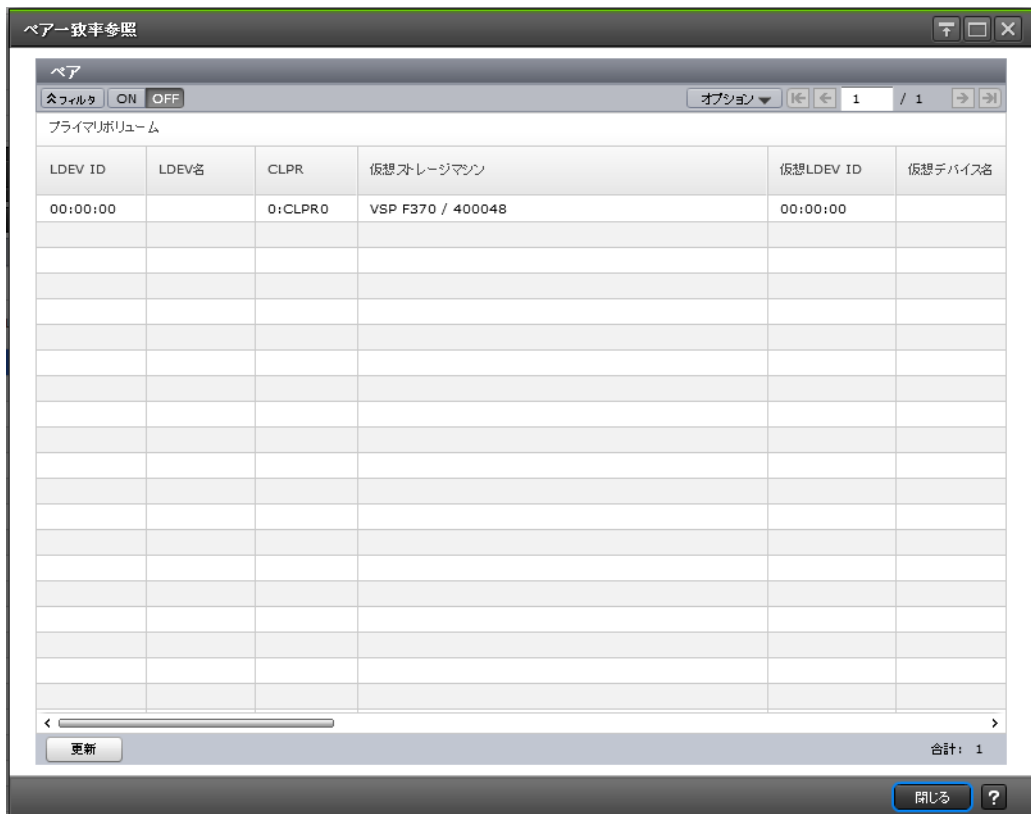 ペア一致率参照
ペア
フィルタ ON OFF オプション 1 / 1
プライマリボリューム
LDEV ID LDEV名 CLPR 仮想ストレージマシン 仮想LDEV ID 仮想デバイス名
00:00:00 0:CLPR0 VSP F370 / 400048 00:00:00
更新 合計: 1
閉じる ?